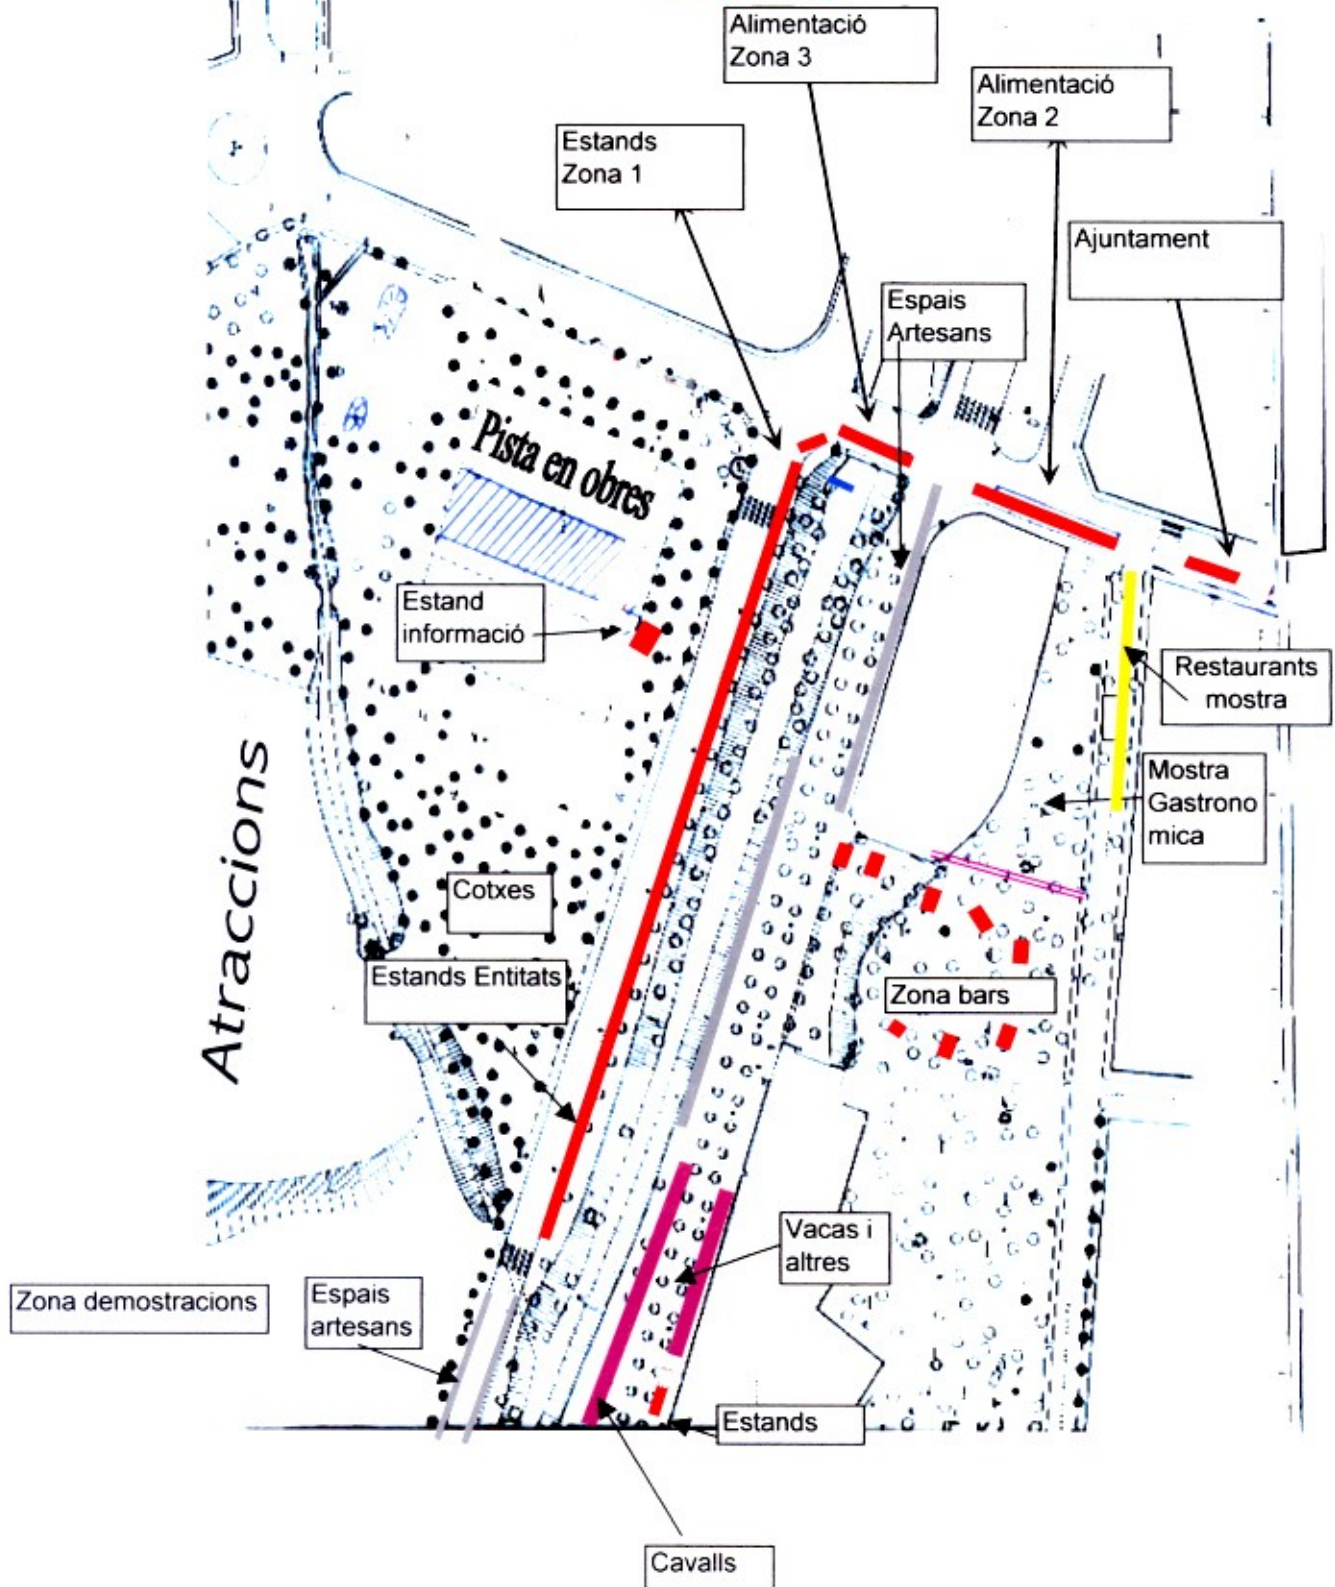 Alimentació
Zona 3
Alimentació
Zona 2
Estands
Zona 1
Ajuntament
Espais
Artesans
Pista en obres
Estand
informació
Restaurants
mostra
Mostra
Gastrono
mica
Atraccions
Cotxes
Estands Entitats
Zona bars
Vacas i
altres
Zona demostracions
Espais
artesans
Estands
Cavalls